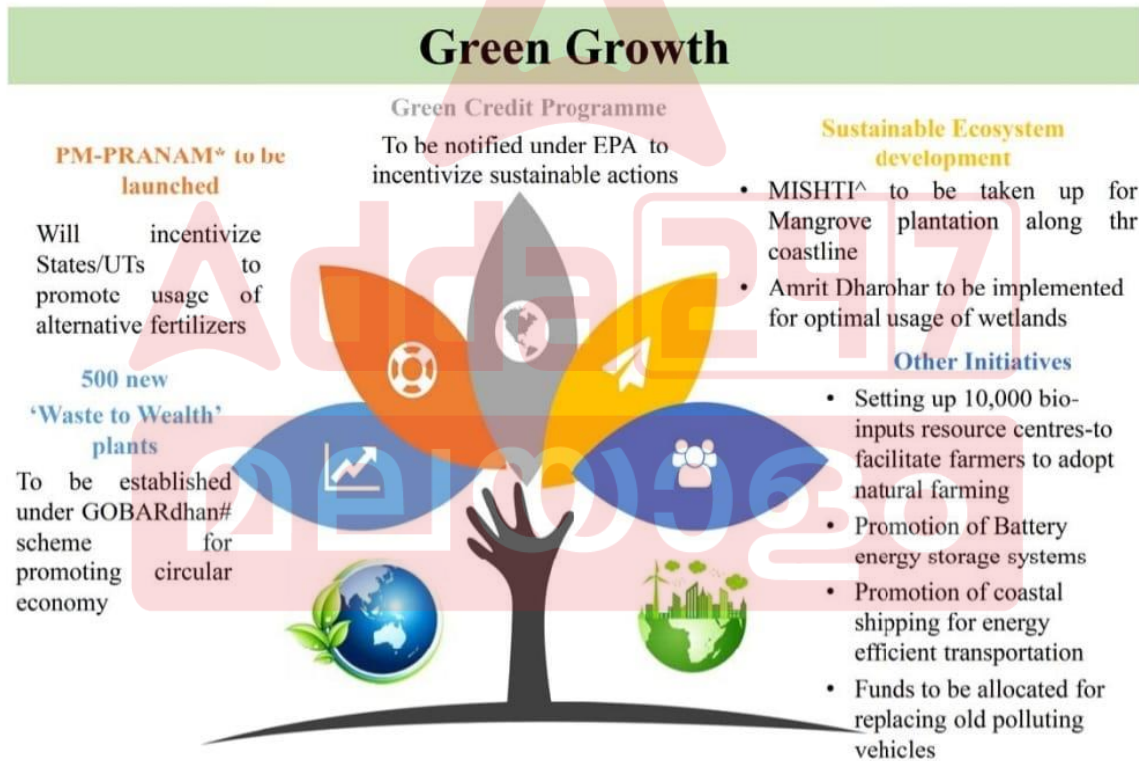 Green Growth
Green Credit Programme
To be notified under EPA to
incentivize sustainable actions
PM-PRANAM* to be
launched
Will incentivize
States/UTs to
promote usage of
alternative fertilizers
500 new
‘Waste to Wealth’
plants
To be established
under GOBARdhan#
scheme for
promoting circular
economy
Sustainable Ecosystem
development
• MISHTI^ to be taken up for
Mangrove plantation along thr
coastline
• Amrit Dharohar to be implemented
for optimal usage of wetlands
Other Initiatives
• Setting up 10,000 bio-
inputs resource centres-to
facilitate farmers to adopt
natural farming
• Promotion of Battery
energy storage systems
• Promotion of coastal
shipping for energy
efficient transportation
• Funds to be allocated for
replacing old polluting
vehicles
Adda247
മലയാളം